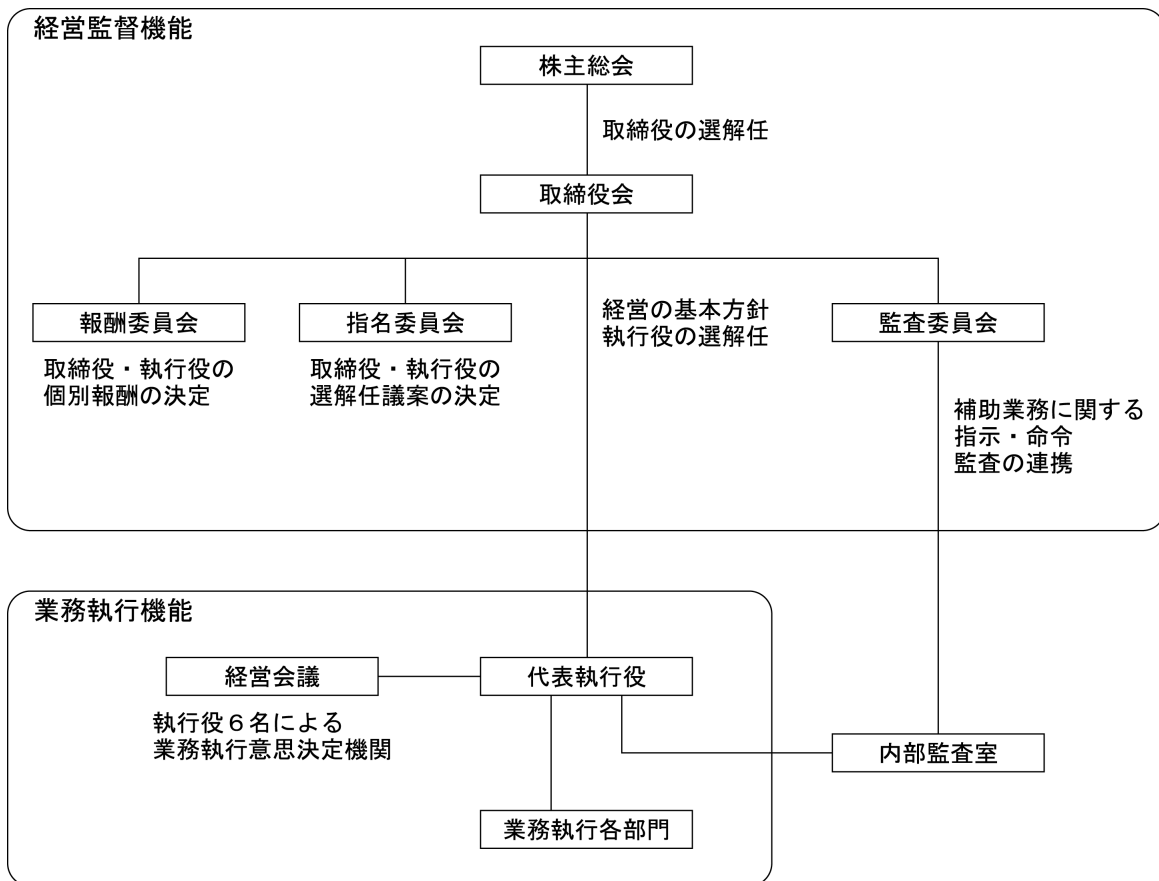 経営監督機能
株主総会
取締役の選解任
取締役会
報酬委員会
取締役・執行役の
個別報酬の決定
指名委員会
取締役・執行役の
選解任議案の決定
経営の基本方針
執行役の選解任
監査委員会
補助業務に関する
指示・命令
監査の連携
業務執行機能
経営会議
執行役６名による
業務執行意思決定機関
代表執行役
内部監査室
業務執行各部門